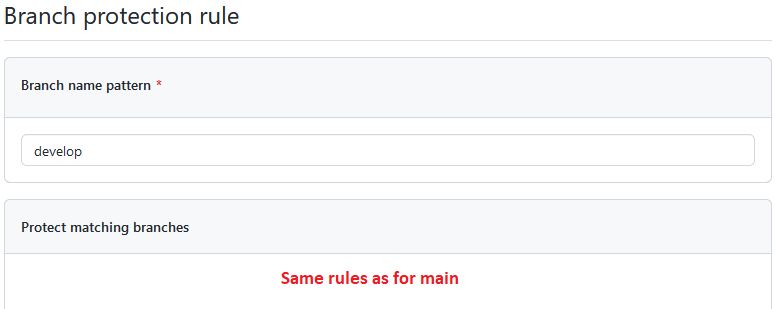 Branch protection rule
Branch name pattern *
develop
Protect matching branches
Same rules as for main